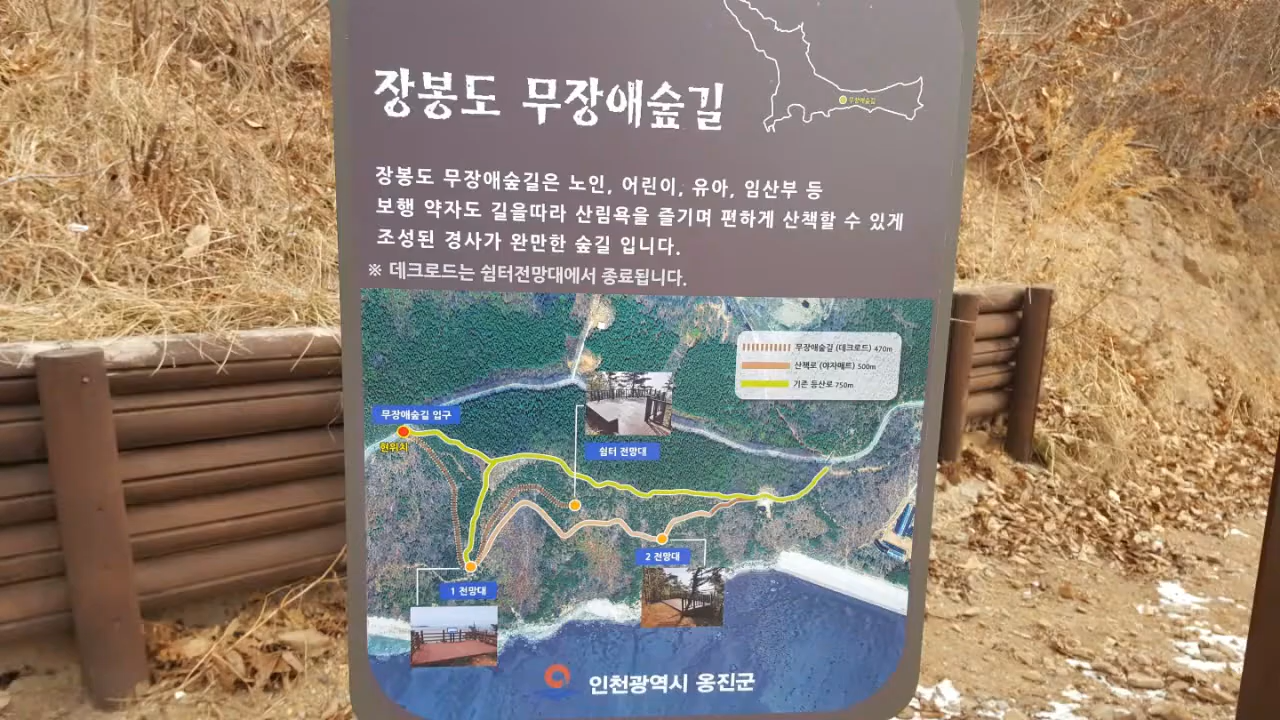 장봉도 무장애숲길
무장애숲길
장봉도 무장애숲길은 노인, 어린이, 유아, 임산부 등
보행 약자도 길을따라 산림욕을 즐기며 편하게 산책할 수 있게
조성된 경사가 완만한 숲길 입니다.
※ 데크로드는 쉼터전망대에서 종료됩니다.
무장애숲길 (데크로드) 470m
산책로 (야자매트) 500m
기존 등산로 750m
무장애숲길 입구
현위치
쉼터 전망대
2 전망대
1 전망대
인천광역시 옹진군